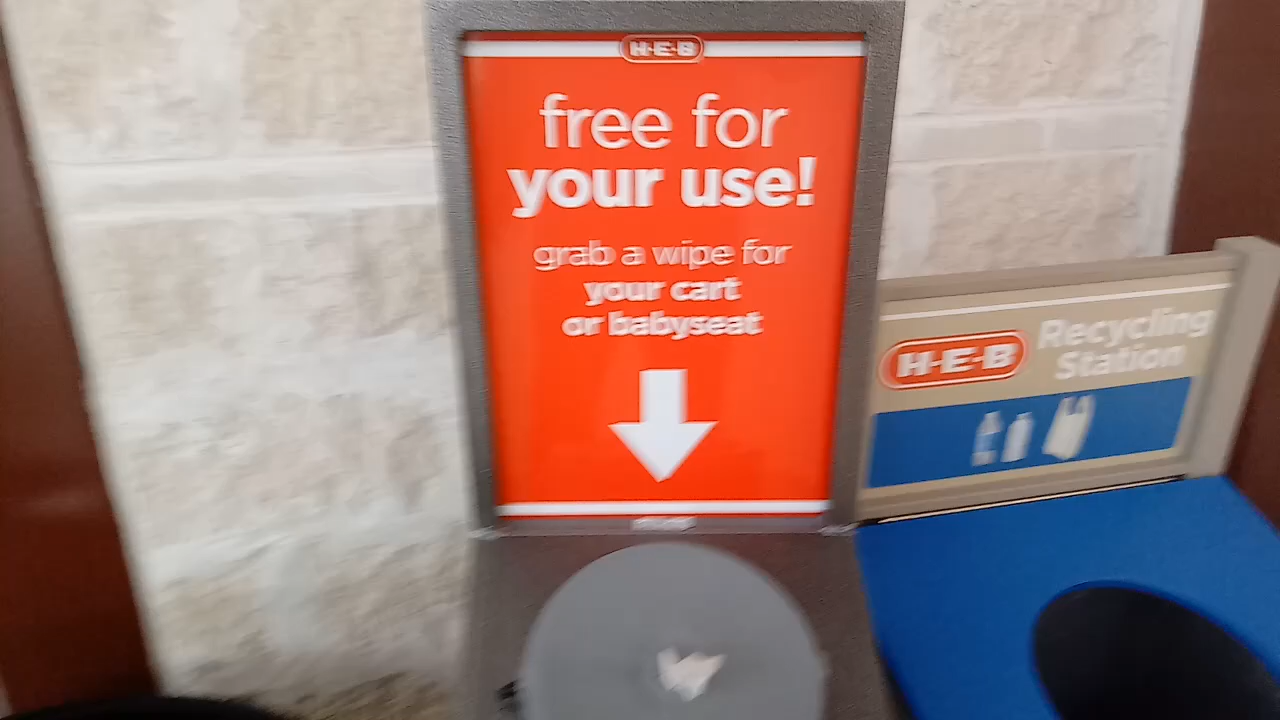 H-E-B
free for
your use!
grab a wipe for
your cart
or babyseat
H-E-B
Recycling
Station